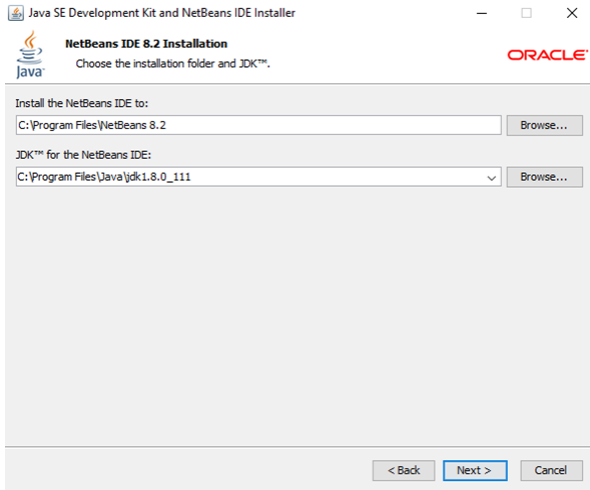 Java SE Development Kit and NetBeans IDE Installer
NetBeans IDE 8.2 Installation
Choose the installation folder and JDK™.
Java™
ORACLE®
Install the NetBeans IDE to:
C:\Program Files\NetBeans 8.2
Browse...
JDK™ for the NetBeans IDE:
C:\Program Files\Java\jdk1.8.0_111
Browse...
< Back
Next >
Cancel